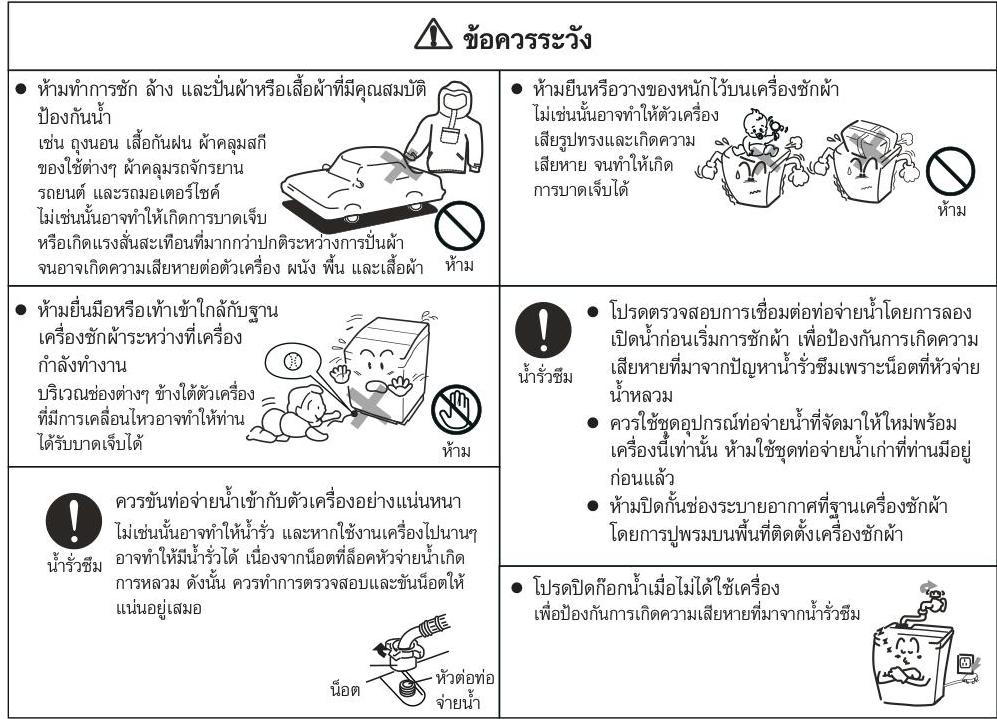 ข้อควรระวัง
● ห้ามทำการซัก ล้าง และปั่นผ้าหรือเสื้อผ้าที่มีคุณสมบัติ
ป้องกันน้ำ
เช่น ถุงนอน เสื้อกันฝน ผ้าคลุมสกี
ของใช้ต่างๆ ผ้าคลุมรถจักรยาน
รถยนต์ และรถมอเตอร์ไซค์
ไม่เช่นนั้นอาจทำให้เกิดการบาดเจ็บ
หรือเกิดแรงสั่นสะเทือนที่มากกว่าปกติระหว่างการปั่นผ้า
จนอาจเกิดความเสียหายต่อตัวเครื่อง ผนัง พื้น และเสื้อผ้า
ห้าม
● ห้ามยืนหรือวางของหนักไว้บนเครื่องซักผ้า
ไม่เช่นนั้นอาจทำให้ตัวเครื่อง
เสียรูปทรงและเกิดความ
เสียหาย จนทำให้เกิด
การบาดเจ็บได้
ห้าม
● ห้ามยื่นมือหรือเท้าเข้าใกล้กับฐาน
เครื่องซักผ้าระหว่างที่เครื่อง
กำลังทำงาน
บริเวณช่องต่างๆ ข้างใต้ตัวเครื่อง
ที่มีการเคลื่อนไหวอาจทำให้ท่าน
ได้รับบาดเจ็บได้
ห้าม
น้ำรั่วซึม
● โปรดตรวจสอบการเชื่อมต่อท่อจ่ายน้ำโดยการลอง
เปิดน้ำก่อนเริ่มการซักผ้า เพื่อป้องกันการเกิดความ
เสียหายที่มาจากปัญหาน้ำรั่วซึมเพราะน็อตที่หัวจ่าย
น้ำหลวม
● ควรใช้ชุดอุปกรณ์ท่อจ่ายน้ำที่จัดมาให้ใหม่พร้อม
เครื่องนี้เท่านั้น ห้ามใช้ชุดท่อจ่ายน้ำเก่าที่ท่านมีอยู่
ก่อนแล้ว
● ห้ามปิดกั้นช่องระบายอากาศที่ฐานเครื่องซักผ้า
โดยการปูพรมบนพื้นที่ติดตั้งเครื่องซักผ้า
น้ำรั่วซึม
ควรขันท่อจ่ายน้ำเข้ากับตัวเครื่องอย่างแน่นหนา
ไม่เช่นนั้นอาจทำให้น้ำรั่ว และหากใช้งานเครื่องไปนานๆ
อาจทำให้มีน้ำรั่วได้ เนื่องจากน็อตที่ล็อคหัวจ่ายน้ำเกิด
การหลวม ดังนั้น ควรทำการตรวจสอบและขันน็อตให้
แน่นอยู่เสมอ
น็อต
หัวต่อท่อ
จ่ายน้ำ
● โปรดปิดก๊อกน้ำเมื่อไม่ได้ใช้เครื่อง
เพื่อป้องกันการเกิดความเสียหายที่มาจากน้ำรั่วซึม